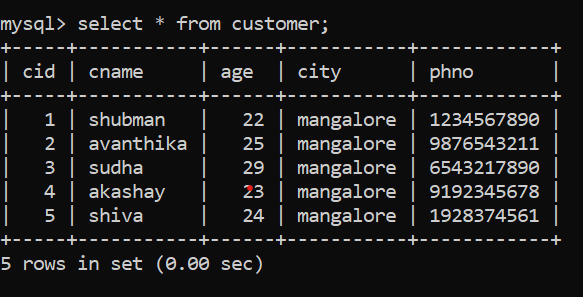 mysql> select * from customer;
+-----+-----------+------+-----------+------------+
| cid | cname     | age  | city      | phno       |
+-----+-----------+------+-----------+------------+
|   1 | shubman   |   22 | mangalore | 1234567890 |
|   2 | avanthika |   25 | mangalore | 9876543211 |
|   3 | sudha     |   29 | mangalore | 6543217890 |
|   4 | akashay   |   23 | mangalore | 9192345678 |
|   5 | shiva     |   24 | mangalore | 1928374561 |
+-----+-----------+------+-----------+------------+
5 rows in set (0.00 sec)